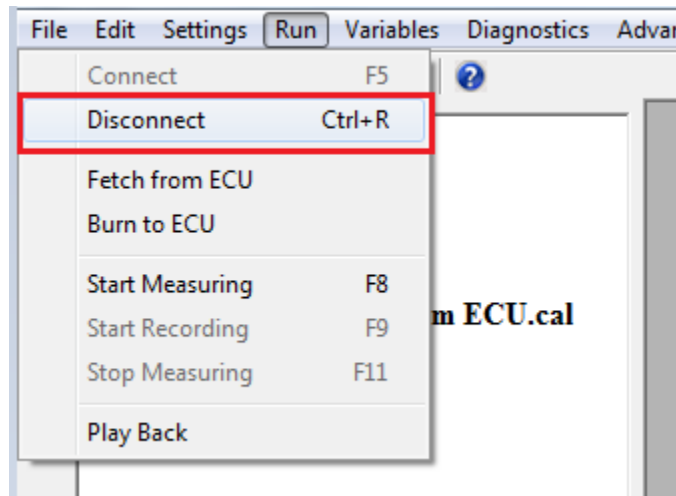 File Edit Settings Run Variables Diagnostics
Connect F5
Disconnect Ctrl+R
Fetch from ECU
Burn to ECU
Start Measuring F8
m ECU.cal
Start Recording F9
Stop Measuring F11
Play Back